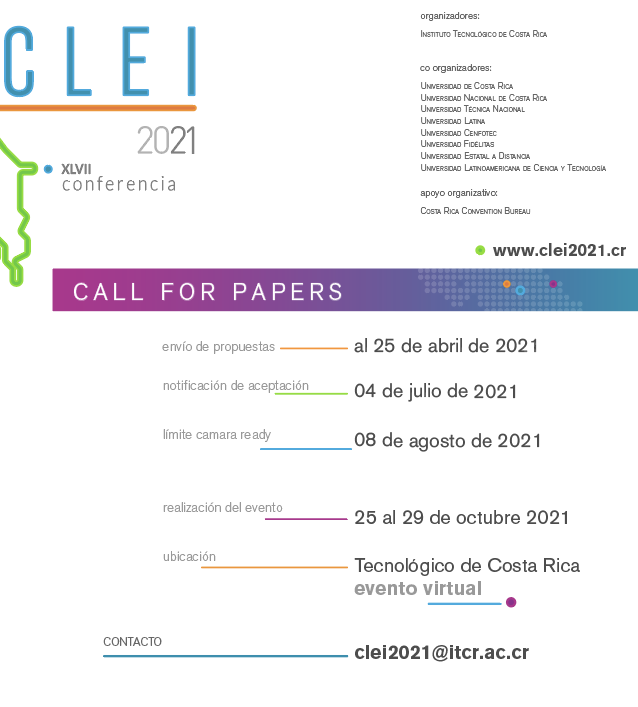 CLEI
2021
XLVII
conferencia
organizadores:
Instituto Tecnológico de Costa Rica
co organizadores:
Universidad de Costa Rica
Universidad Nacional de Costa Rica
Universidad Técnica Nacional
Universidad Latina
Universidad Cenfotec
Universidad Fidélitas
Universidad Estatal a Distancia
Universidad Latinoamericana de Ciencia y Tecnología
apoyo organizativo:
Costa Rica Convention Bureau
www.clei2021.cr
CALL FOR PAPERS
envío de propuestas al 25 de abril de 2021
notificación de aceptación 04 de julio de 2021
límite camara ready 08 de agosto de 2021
realización del evento 25 al 29 de octubre 2021
ubicación Tecnológico de Costa Rica
evento virtual
CONTACTO clei2021@itcr.ac.cr